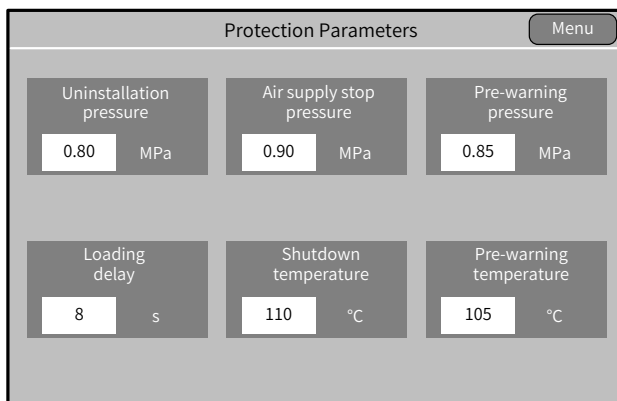 Protection Parameters
Menu
Uninstallation
pressure
0.80 MPa
Air supply stop
pressure
0.90 MPa
Pre-warning
pressure
0.85 MPa
Loading
delay
8 s
Shutdown
temperature
110 °C
Pre-warning
temperature
105 °C